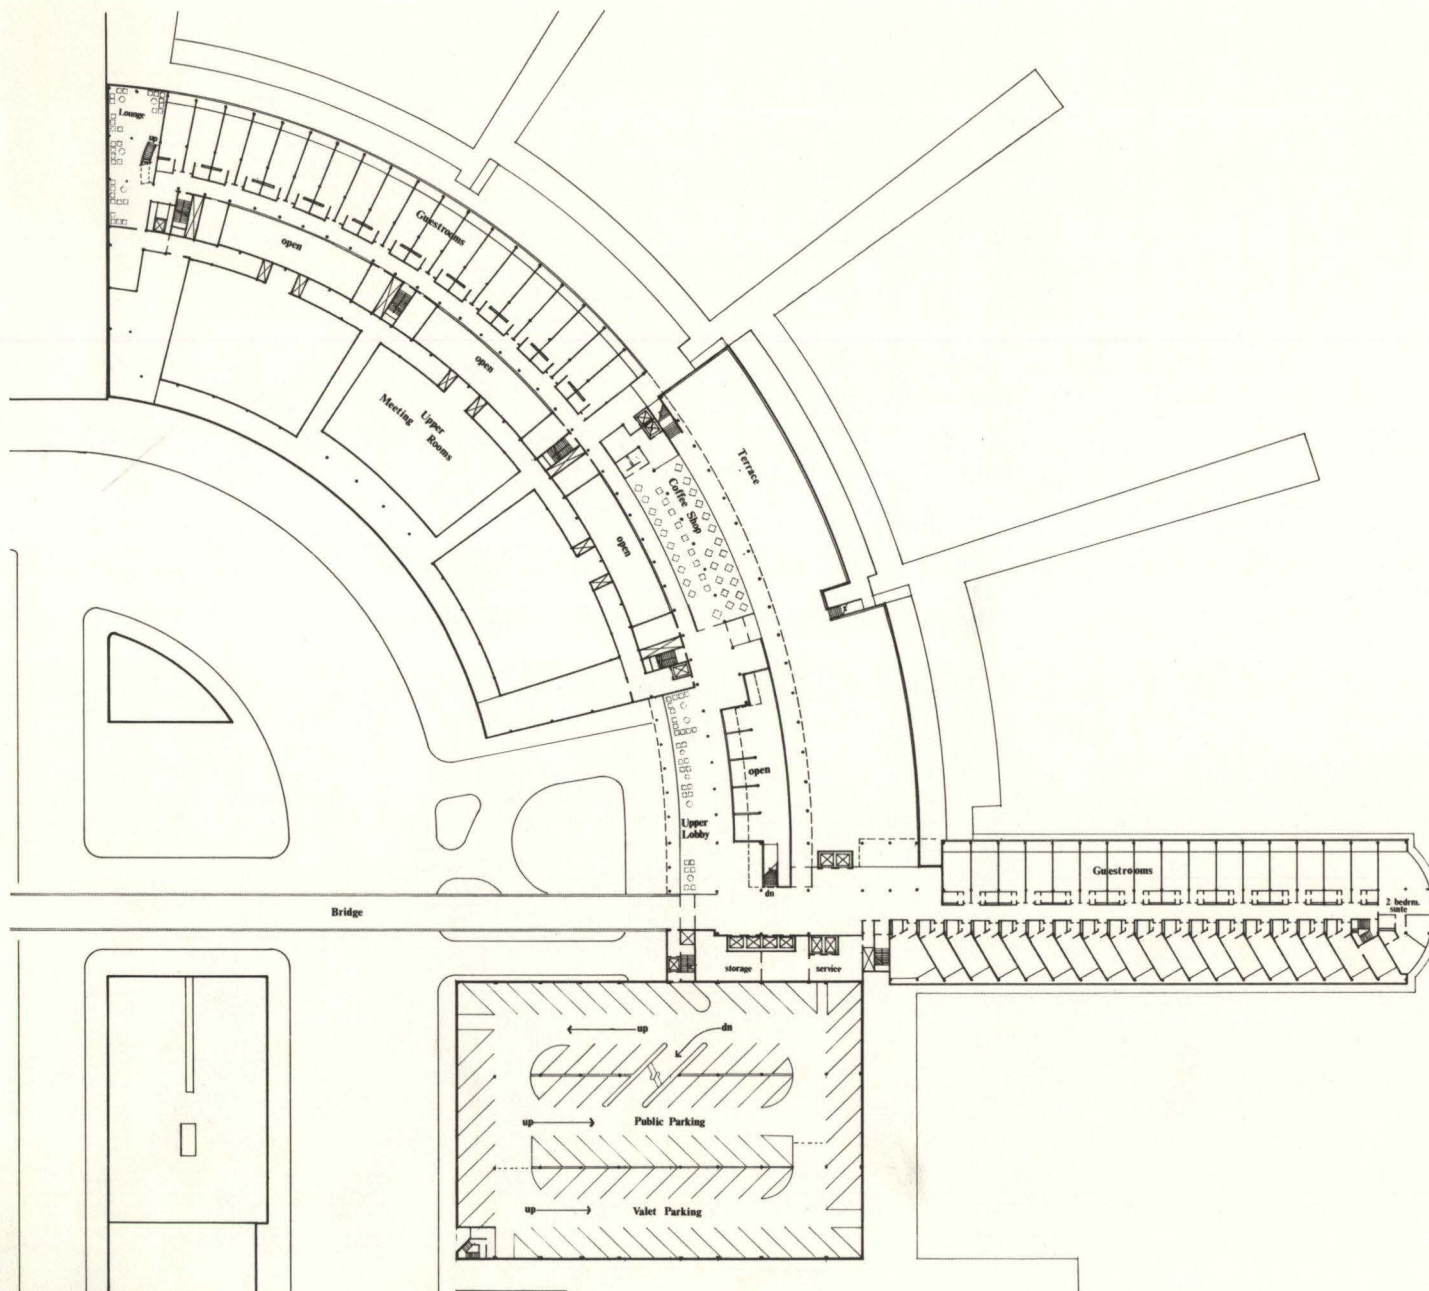 Lounge
up
Guestrooms
open
open
Upper
Meeting Rooms
Coffee Shop
Terrace
open
open
Upper
Lobby
Guestrooms
dn
2 bedrm.
suite
Bridge
storage
service
up
dn
up
Public Parking
up
Valet Parking